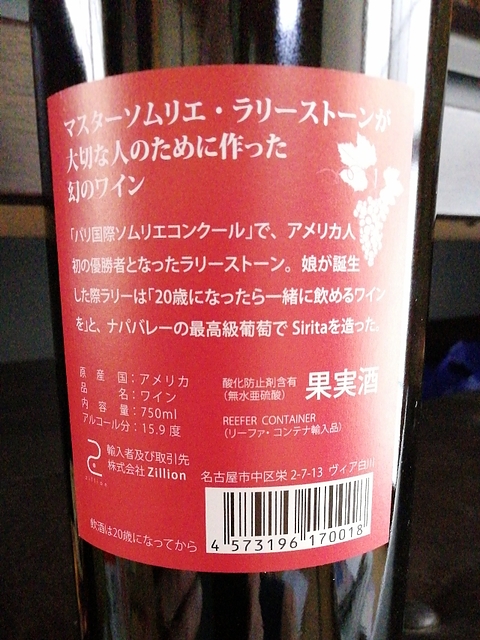 マスターソムリエ・ラリーストーンが
大切な人のために作った
幻のワイン
「パリ国際ソムリエコンクール」で、アメリカ人
初の優勝者となったラリーストーン。娘が誕生
した際ラリーは「20歳になったら一緒に飲めるワイン
を」と、ナパバレーの最高級葡萄で Siritaを造った。
原産国：アメリカ
品名：ワイン
内容量：750ml
アルコール分：15.9 度
酸化防止剤含有
（無水亜硫酸）
果実酒
REEFER CONTAINER
（リーファ・コンテナ輸入品）
輸入者及び取引先
株式会社 Zillion
名古屋市中区栄 2-7-13 ヴィア白川
飲酒は20歳になってから
4 573196 170018